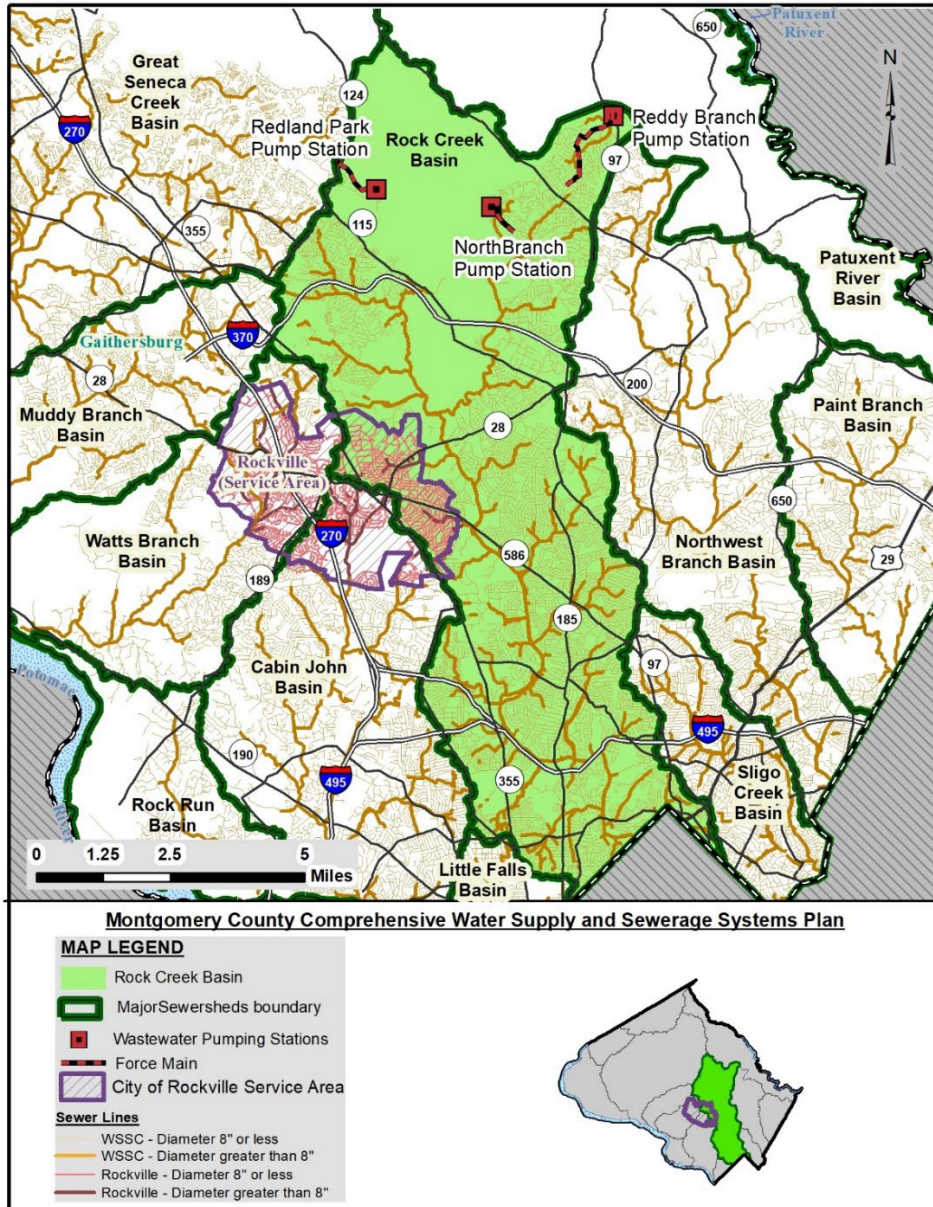 650
Patuxent
River
Great
Seneca
Creek
Basin
N
124
270
Redland Park
Pump Station
Rock Creek
Basin
Reddy Branch
Pump Station
97
355
115
NorthBranch
Pump Station
Patuxent
River
Basin
370
Gaithersburg
28
200
Muddy Branch
Basin
Paint Branch
Basin
28
Rockville
(Service Area)
650
270
Watts Branch
Basin
586
Northwest
Branch Basin
29
189
185
Cabin John
Basin
97
Potomac
River
190
495
495
355
Sligo
Creek
Basin
Rock Run
Basin
0 1.25 2.5 5
Miles
Little Falls
Basin
Montgomery County Comprehensive Water Supply and Sewerage Systems Plan
MAP LEGEND
Rock Creek Basin
MajorSewersheds boundary
Wastewater Pumping Stations
Force Main
City of Rockville Service Area
Sewer Lines
WSSC - Diameter 8" or less
WSSC - Diameter greater than 8"
Rockville - Diameter 8" or less
Rockville - Diameter greater than 8"